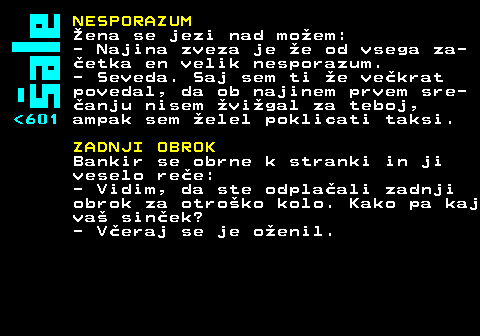 šale
<601
NESPORAZUM
Žena se jezi nad možem:
- Najina zveza je že od vsega za-
četka en velik nesporazum.
- Seveda. Saj sem ti že večkrat
povedal, da ob najinem prvem sre-
čanju nisem žvižgal za teboj,
ampak sem želel poklicati taksi.
ZADNJI OBROK
Bankir se obrne k stranki in ji
veselo reče:
- Vidim, da ste odplačali zadnji
obrok za otroško kolo. Kako pa kaj
vaš sinček?
- Včeraj se je oženil.